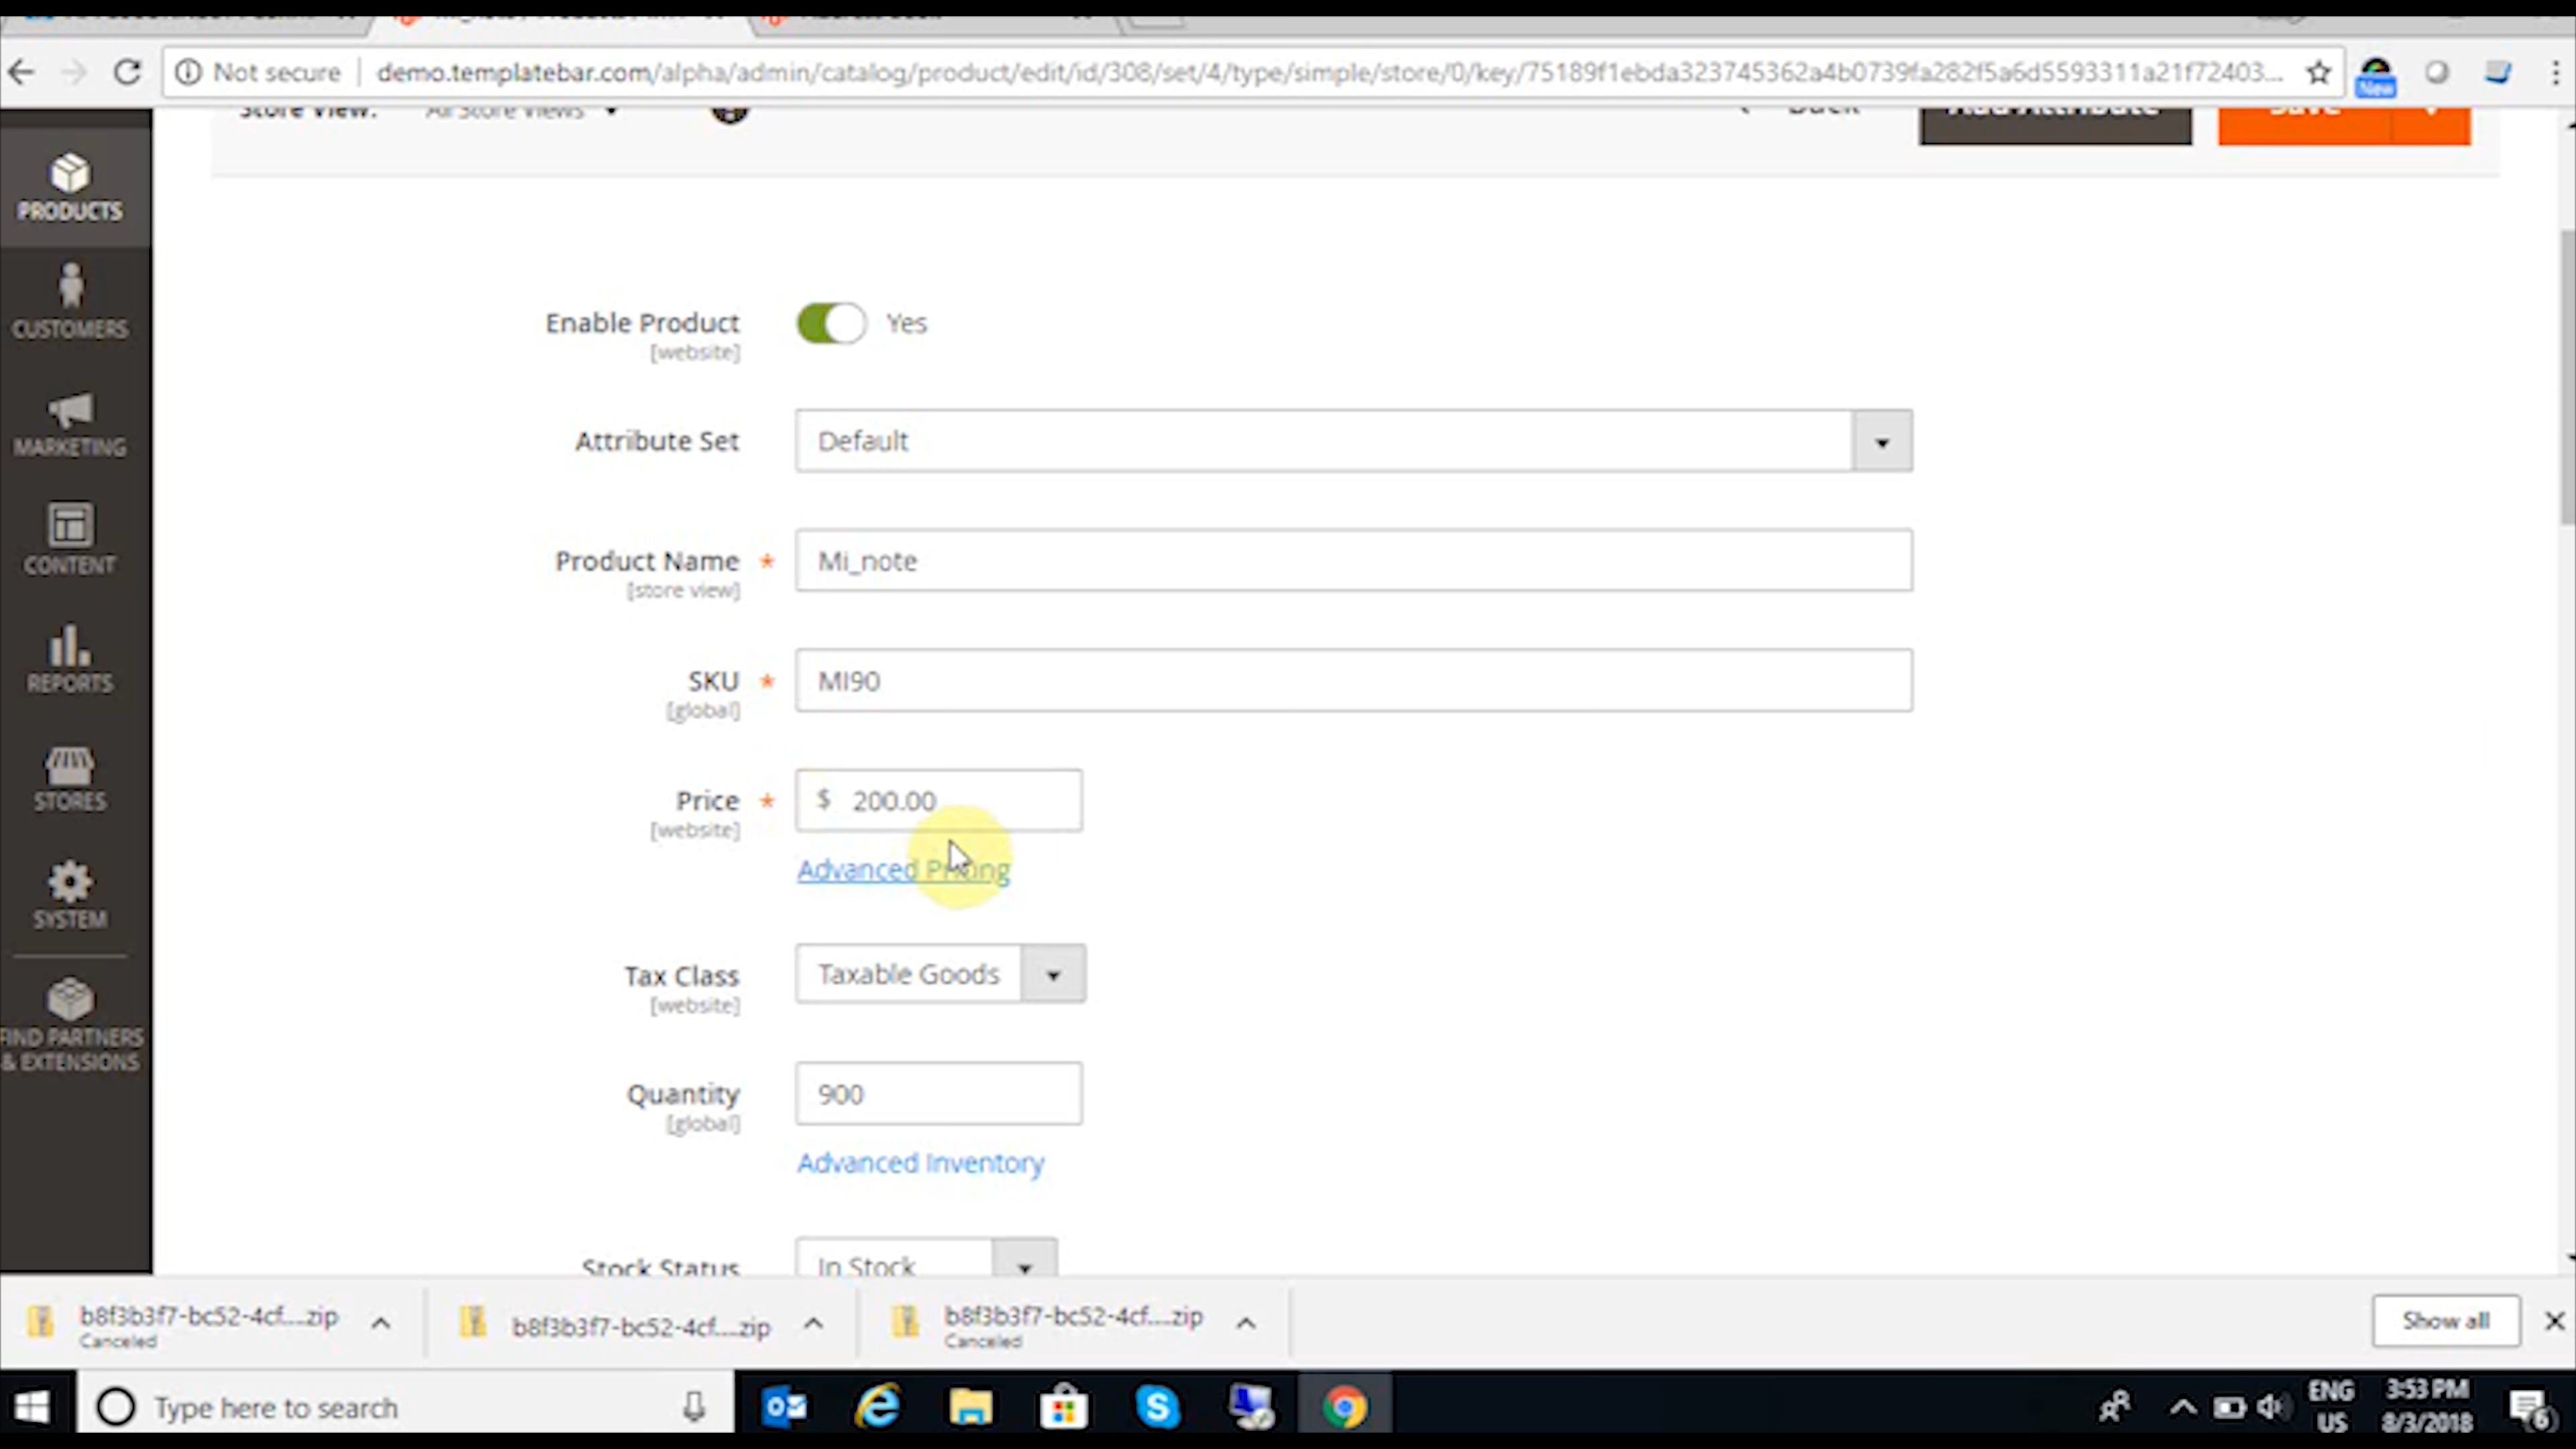 Not secure
demo.templatebar.com/alpha/admin/catalog/product/edit/id/308/set/4/type/simple/store/0/key/75189f1ebda323745362a4b0739fa282f5a6d5593311a21f72403...
New
Store View: All Store Views
Back
Add Attribute
Save
PRODUCTS
CUSTOMERS
MARKETING
CONTENT
REPORTS
STORES
SYSTEM
FIND PARTNERS
& EXTENSIONS
Enable Product
[website]
Yes
Attribute Set
Default
Product Name *
[store view]
Mi_note
SKU *
[global]
MI90
Price *
[website]
$ 200.00
Advanced Pricing
Tax Class
[website]
Taxable Goods
Quantity
[global]
900
Advanced Inventory
Stock Status
In Stock
b8f3b3f7-bc52-4cf....zip
Canceled
b8f3b3f7-bc52-4cf....zip
b8f3b3f7-bc52-4cf....zip
Canceled
Show all
Type here to search
ENG
US
3:53 PM
8/3/2018
6